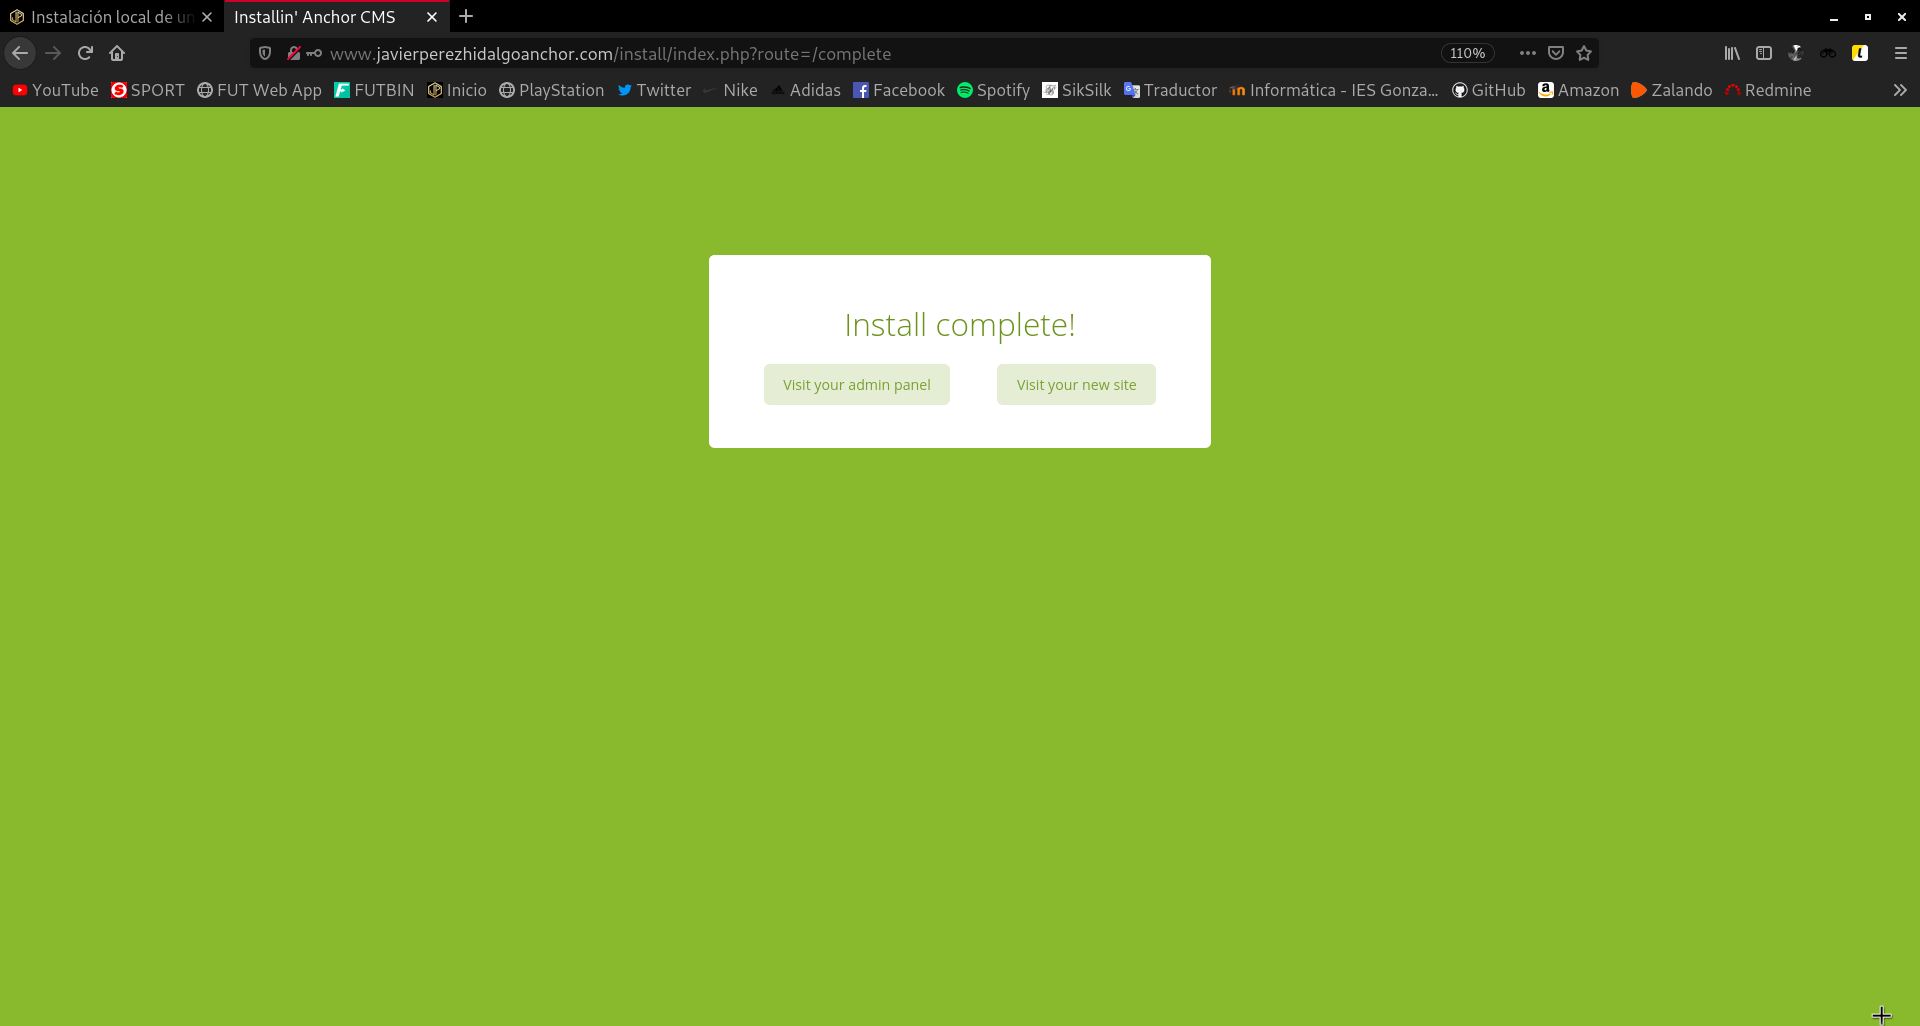 Instalación local de un
Installin' Anchor CMS
www.javierperezhidalgoanchor.com/install/index.php?route=/complete
110%
YouTube SPORT FUT Web App FUTBIN Inicio PlayStation Twitter Nike Adidas Facebook Spotify SikSilk Traductor Informática - IES Gonza... GitHub Amazon Zalando Redmine
Install complete!
Visit your admin panel Visit your new site